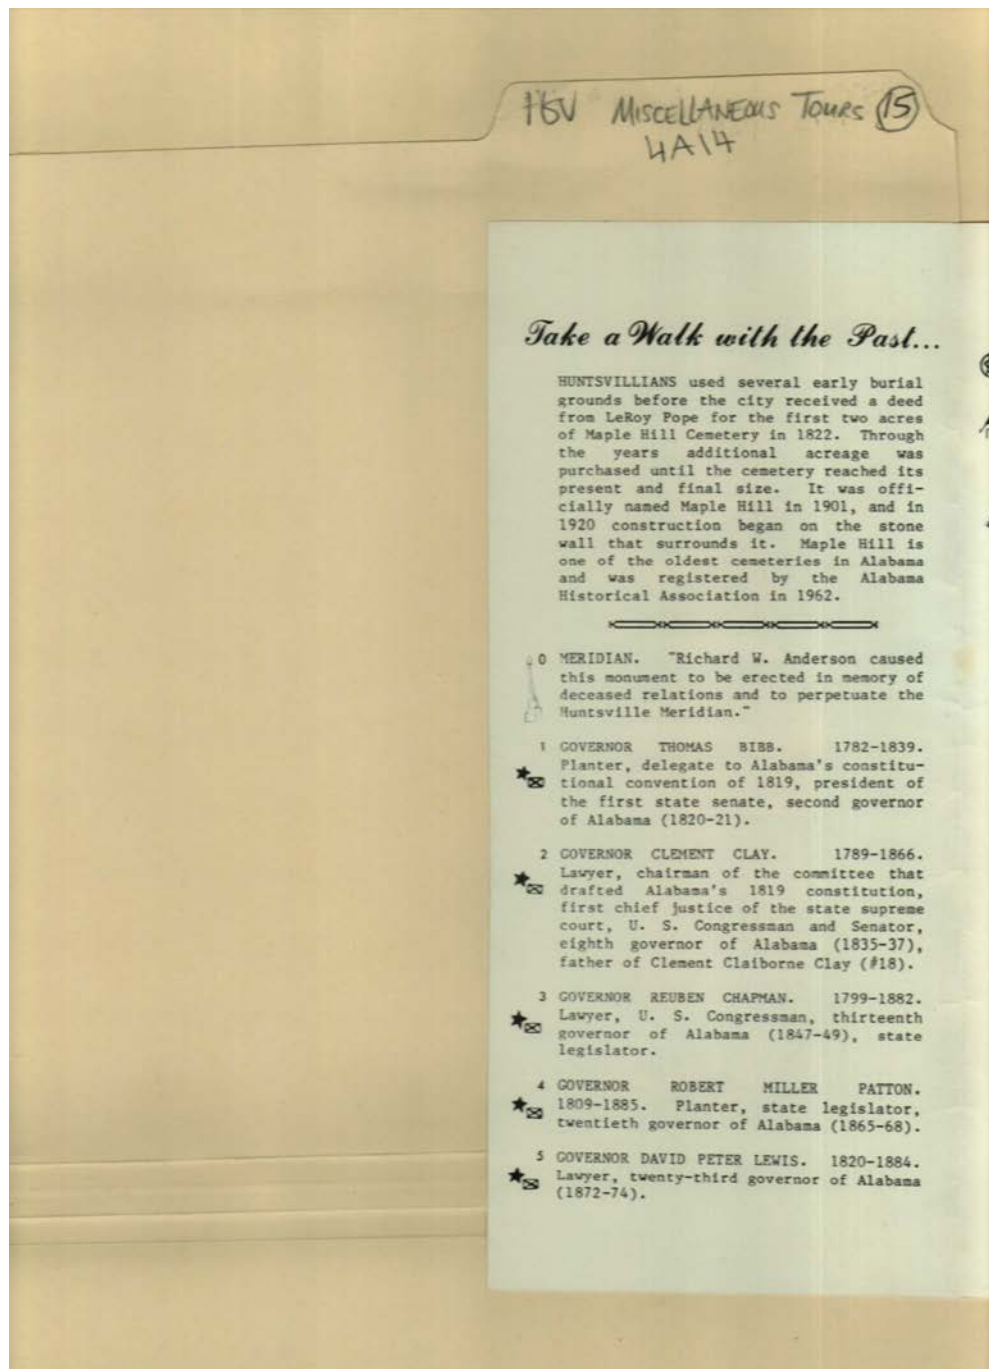 HSV MISCELLANEOUS TOURS 15
4A14
Take a Walk with the Past...
HUNTSVILLIANS used several early burial
grounds before the city received a deed
from LeRoy Pope for the first two acres
of Maple Hill Cemetery in 1822. Through
the years additional acreage was
purchased until the cemetery reached its
present and final size. It was offi-
cially named Maple Hill in 1901, and in
1920 construction began on the stone
wall that surrounds it. Maple Hill is
one of the oldest cemeteries in Alabama
and was registered by the Alabama
Historical Association in 1962.
0 MERIDIAN. "Richard W. Anderson caused
this monument to be erected in memory of
deceased relations and to perpetuate the
Huntsville Meridian."
1 GOVERNOR THOMAS BIBB. 1782-1839.
Planter, delegate to Alabama's constitu-
tional convention of 1819, president of
the first state senate, second governor
of Alabama (1820-21).
2 GOVERNOR CLEMENT CLAY. 1789-1866.
Lawyer, chairman of the committee that
drafted Alabama's 1819 constitution,
first chief justice of the state supreme
court, U. S. Congressman and Senator,
eighth governor of Alabama (1835-37),
father of Clement Claiborne Clay (#18).
3 GOVERNOR REUBEN CHAPMAN. 1799-1882.
Lawyer, U. S. Congressman, thirteenth
governor of Alabama (1847-49), state
legislator.
4 GOVERNOR ROBERT MILLER PATTON.
1809-1885. Planter, state legislator,
twentieth governor of Alabama (1865-68).
5 GOVERNOR DAVID PETER LEWIS. 1820-1884.
Lawyer, twenty-third governor of Alabama
(1872-74).